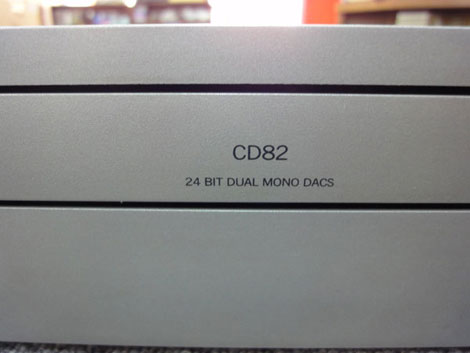 CD82
24 BIT DUAL MONO DACS